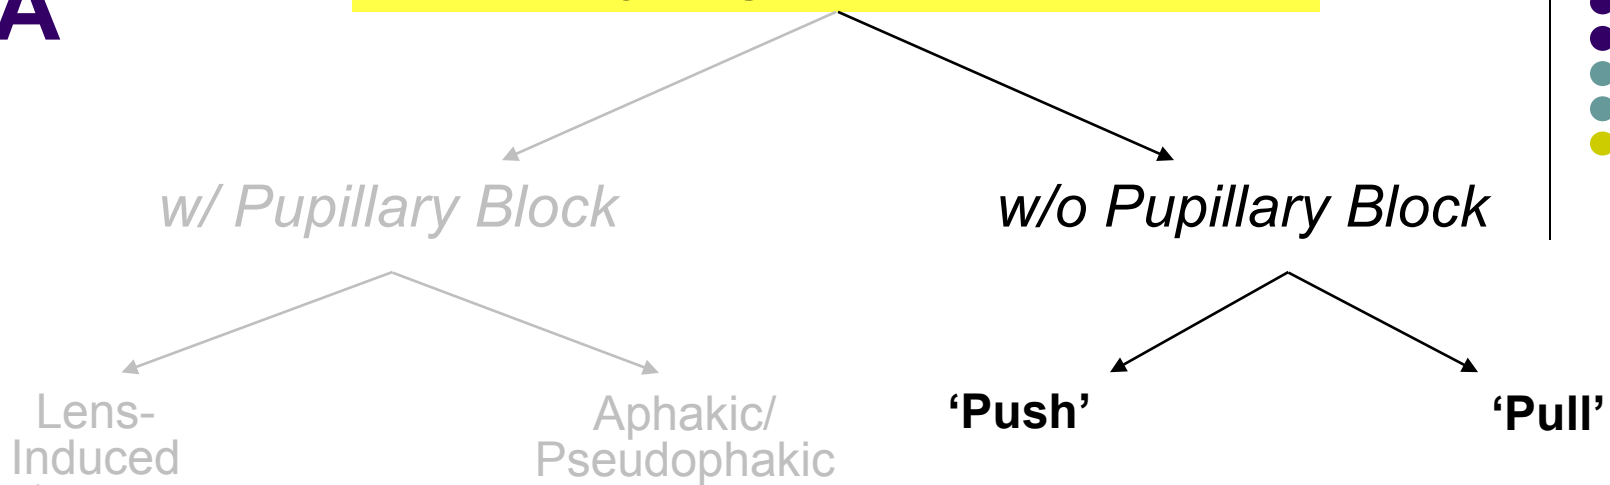 A
w/ Pupillary Block
w/o Pupillary Block
Lens-
Induced
Aphakic/
Pseudophakic
‘Push’
‘Pull’